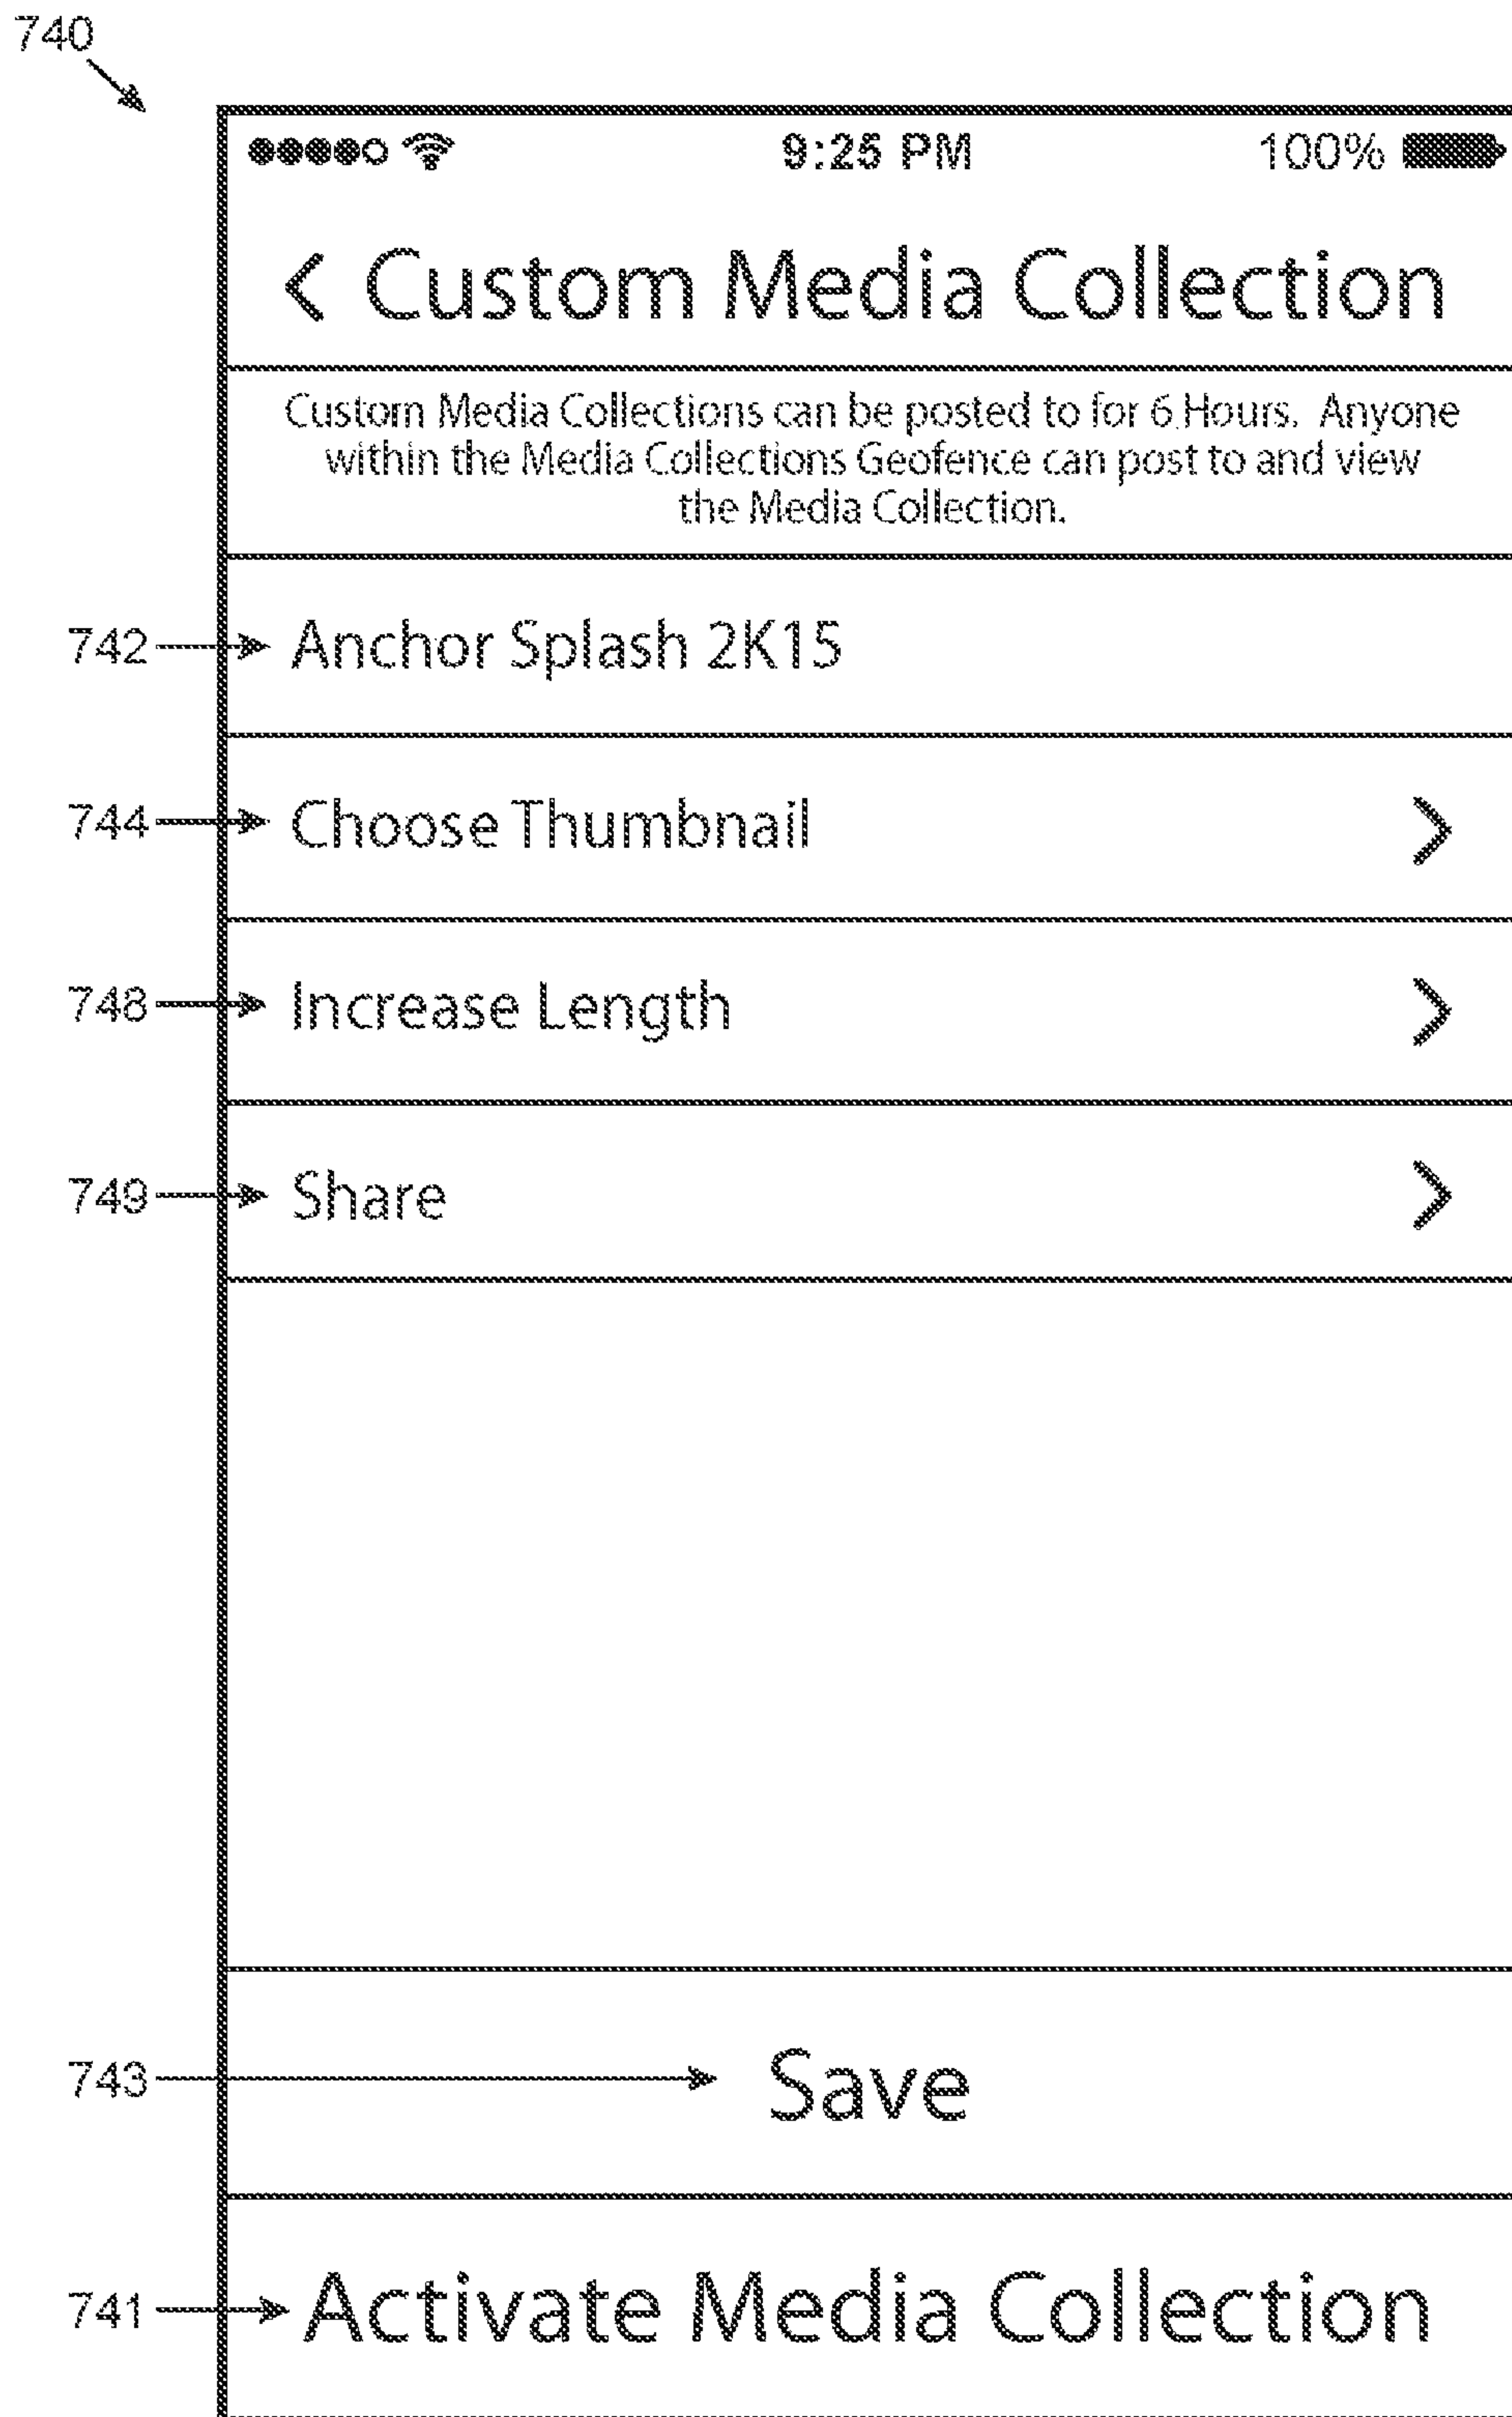 740
9:25 PM 100%
< Custom Media Collection
Custom Media Collections can be posted to for 6 Hours. Anyone
within the Media Collections Geofence can post to and view
the Media Collection.
742 Anchor Splash 2K15
744 Choose Thumbnail >
748 Increase Length >
749 Share >
743 Save
741 Activate Media Collection